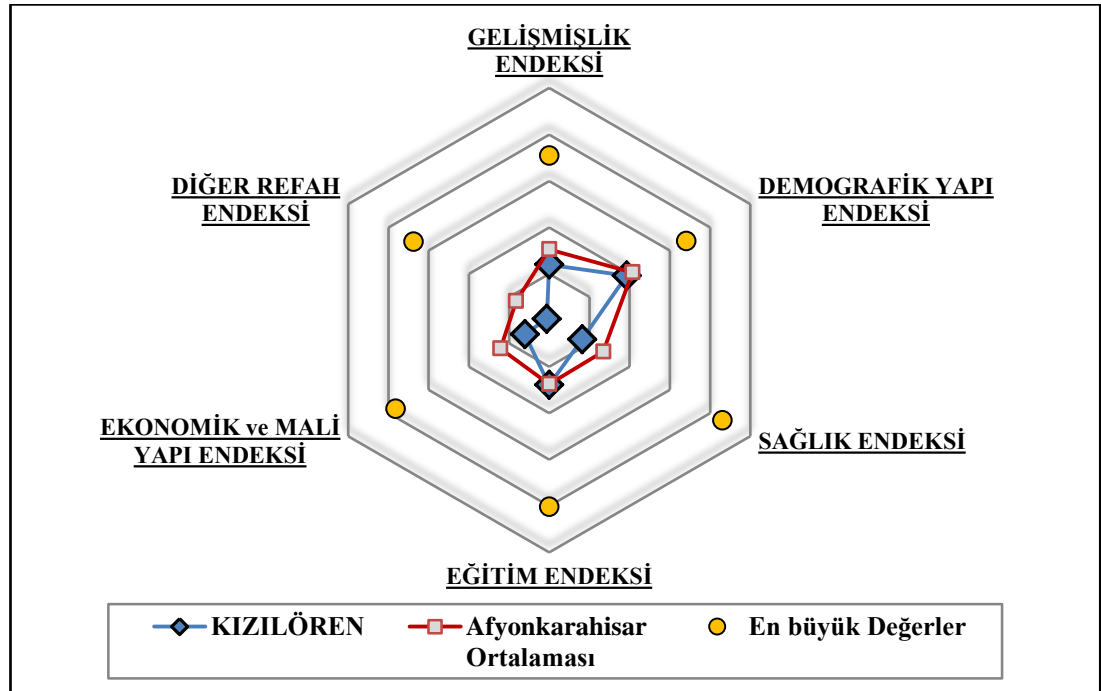 GELİŞMİŞLİK
ENDEKSİ
DEMOGRAFİK YAPI
ENDEKSİ
SAĞLIK ENDEKSİ
EĞİTİM ENDEKSİ
EKONOMİK ve MALİ
YAPI ENDEKSİ
DİĞER REFAH
ENDEKSİ
KIZILÖREN
Afyonkarahisar
Ortalaması
En büyük Değerler